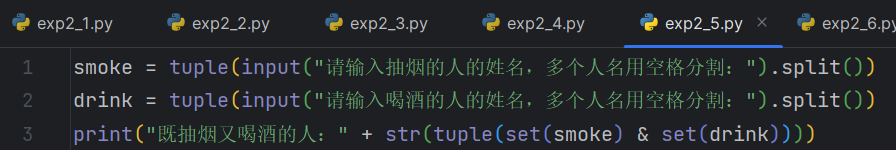 exp2_1.py exp2_2.py exp2_3.py exp2_4.py exp2_5.py exp2_6.py
1 smoke = tuple(input("请输入抽烟的人的姓名，多个人名用空格分割：").split())
2 drink = tuple(input("请输入喝酒的人的姓名，多个人名用空格分割：").split())
3 print("既抽烟又喝酒的人：" + str(tuple(set(smoke) & set(drink))))